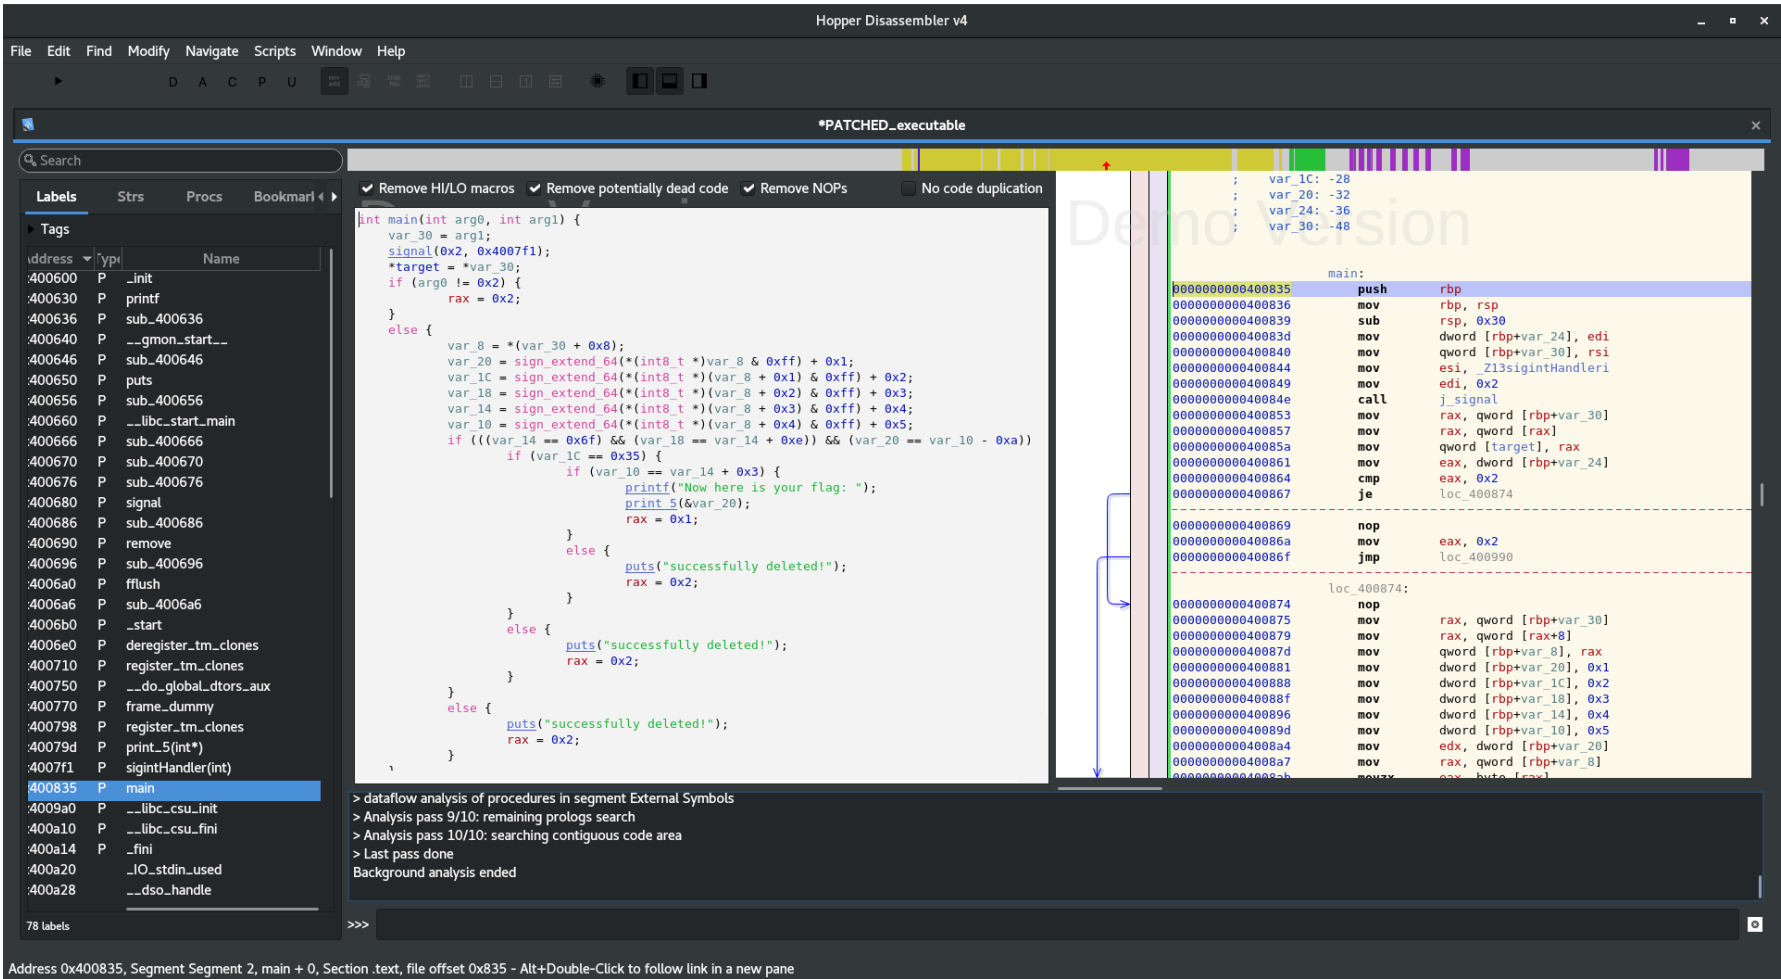 Hopper Disassembler v4
File Edit Find Modify Navigate Scripts Window Help
D A C P U
*PATCHED_executable
Search
Labels Strs Procs Bookmarl
Tags
Address Type Name
:400600 P _init
:400630 P printf
:400636 P sub_400636
:400640 P __gmon_start__
:400646 P sub_400646
:400650 P puts
:400656 P sub_400656
:400660 P __libc_start_main
:400666 P sub_400666
:400670 P sub_400670
:400676 P sub_400676
:400680 P signal
:400686 P sub_400686
:400690 P remove
:400696 P sub_400696
:4006a0 P fflush
:4006a6 P sub_4006a6
:4006b0 P _start
:4006e0 P deregister_tm_clones
:400710 P register_tm_clones
:400750 P __do_global_dtors_aux
:400770 P frame_dummy
:400798 P register_tm_clones
:40079d P print_5(int*)
:4007f1 P sigintHandler(int)
:400835 P main
:4009a0 P __libc_csu_init
:400a10 P __libc_csu_fini
:400a14 P _fini
:400a20 _IO_stdin_used
:400a28 __dso_handle
78 labels
Remove HI/LO macros Remove potentially dead code Remove NOPs No code duplication
int main(int arg0, int arg1) {
var_30 = arg1;
signal(0x2, 0x4007f1);
*target = *var_30;
if (arg0 != 0x2) {
rax = 0x2;
}
else {
var_8 = *(var_30 + 0x8);
var_20 = sign_extend_64(*(int8_t *)var_8 & 0xff) + 0x1;
var_1C = sign_extend_64(*(int8_t *)(var_8 + 0x1) & 0xff) + 0x2;
var_18 = sign_extend_64(*(int8_t *)(var_8 + 0x2) & 0xff) + 0x3;
var_14 = sign_extend_64(*(int8_t *)(var_8 + 0x3) & 0xff) + 0x4;
var_10 = sign_extend_64(*(int8_t *)(var_8 + 0x4) & 0xff) + 0x5;
if (((var_14 == 0x6f) && (var_18 == var_14 + 0xe)) && (var_20 == var_10 - 0xa))
if (var_1C == 0x35) {
if (var_10 == var_14 + 0x3) {
printf("Now here is your flag: ");
print_5(&var_20);
rax = 0x1;
}
else {
puts("successfully deleted!");
rax = 0x2;
}
}
else {
puts("successfully deleted!");
rax = 0x2;
}
}
else {
puts("successfully deleted!");
rax = 0x2;
}
Demo Version
; var_1C: -28
; var_20: -32
; var_24: -36
; var_30: -48
main:
0000000000400835 push rbp
0000000000400836 mov rbp, rsp
0000000000400839 sub rsp, 0x30
000000000040083d mov dword [rbp+var_24], edi
0000000000400840 mov qword [rbp+var_30], rsi
0000000000400844 mov esi, _Z13sigintHandleri
0000000000400849 mov edi, 0x2
000000000040084e call j_signal
0000000000400853 mov rax, qword [rbp+var_30]
0000000000400857 mov rax, qword [rax]
000000000040085a mov qword [target], rax
0000000000400861 mov eax, dword [rbp+var_24]
0000000000400864 cmp eax, 0x2
0000000000400867 je loc_400874
0000000000400869 nop
000000000040086a mov eax, 0x2
000000000040086f jmp loc_400990
loc_400874:
0000000000400874 nop
0000000000400875 mov rax, qword [rbp+var_30]
0000000000400879 mov rax, qword [rax+8]
000000000040087d mov qword [rbp+var_8], rax
0000000000400881 mov dword [rbp+var_20], 0x1
0000000000400888 mov dword [rbp+var_1C], 0x2
000000000040088f mov dword [rbp+var_18], 0x3
0000000000400896 mov dword [rbp+var_14], 0x4
000000000040089d mov dword [rbp+var_10], 0x5
00000000004008a4 mov edx, dword [rbp+var_20]
00000000004008a7 mov rax, qword [rbp+var_8]
00000000004008ab movzx eax, byte [rax]
> dataflow analysis of procedures in segment External Symbols
> Analysis pass 9/10: remaining prologs search
> Analysis pass 10/10: searching contiguous code area
> Last pass done
Background analysis ended
>>>
Address 0x400835, Segment Segment 2, main + 0, Section .text, file offset 0x835 - Alt+Double-Click to follow link in a new pane